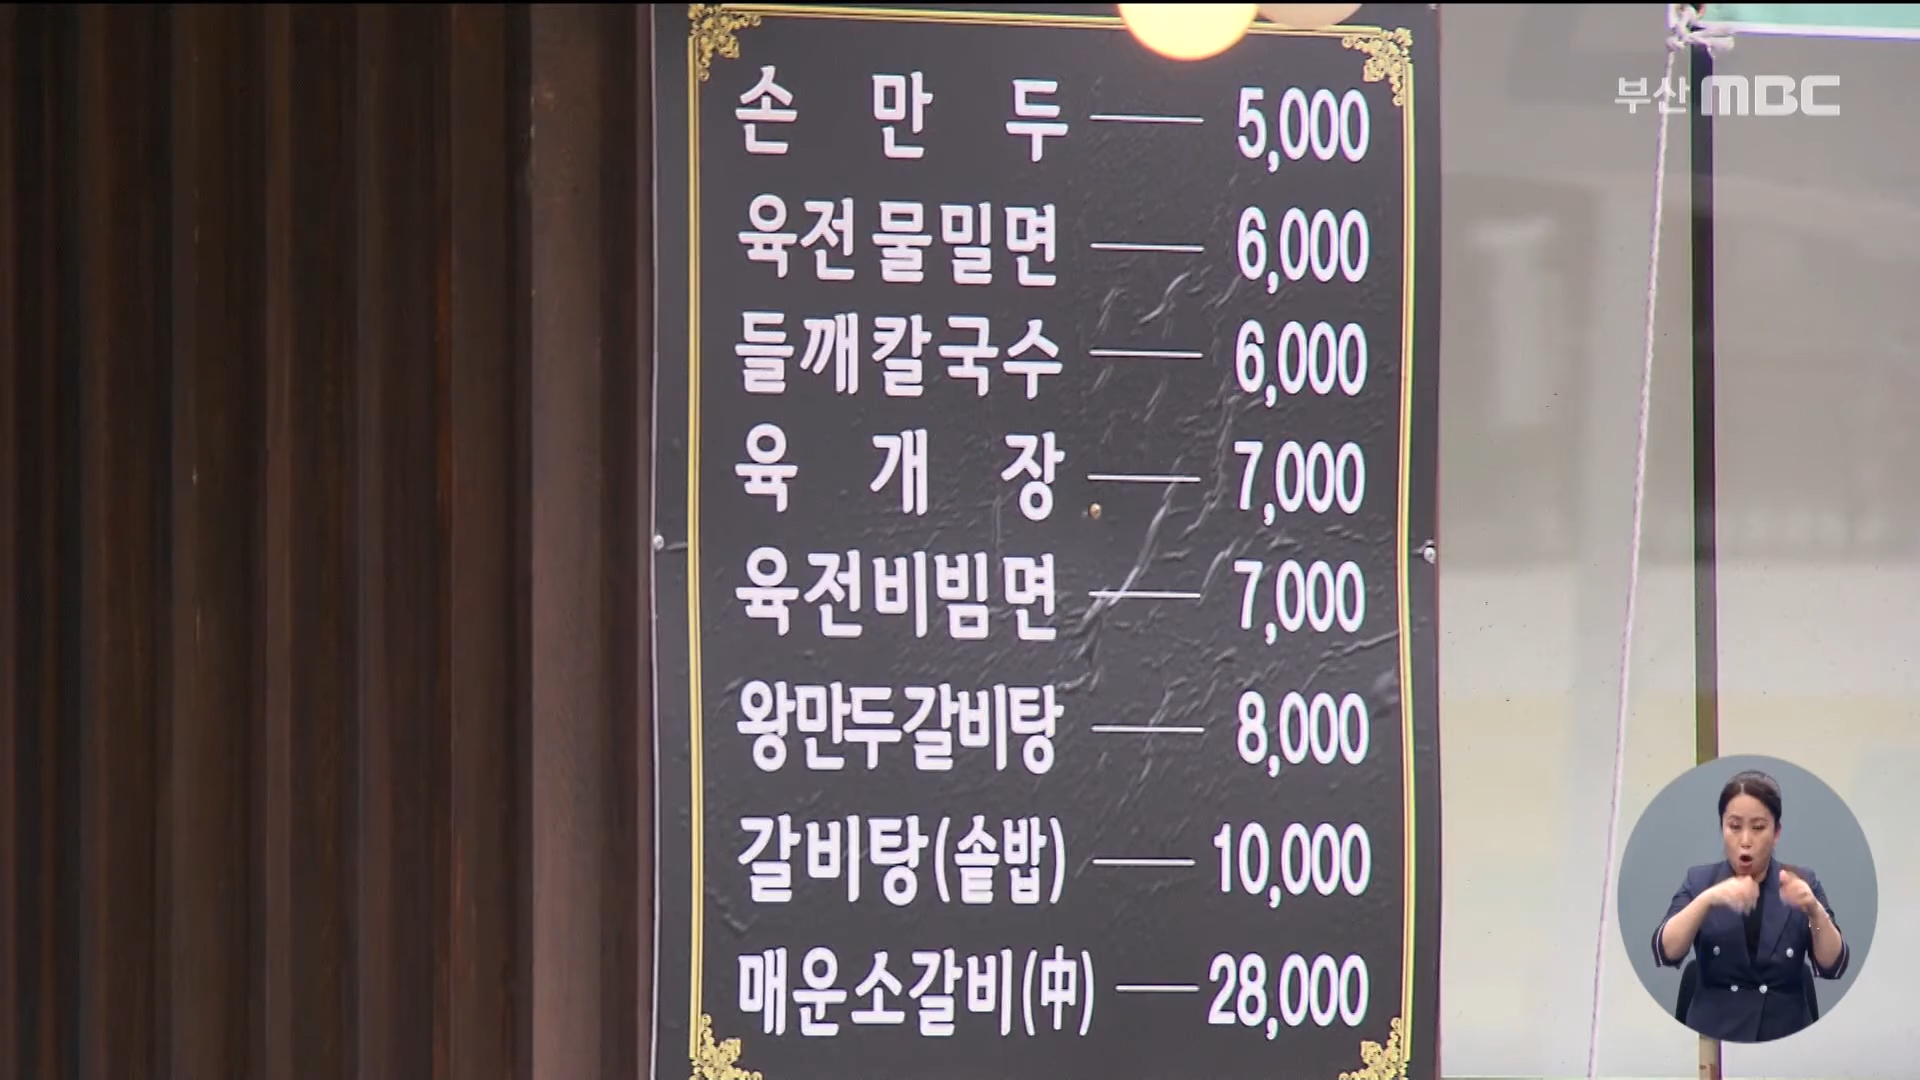 부산 MBC
손만두 5,000
육전물밀면 6,000
들깨칼국수 6,000
육개장 7,000
육전비빔면 7,000
왕만두갈비탕 8,000
갈비탕(솥밥) 10,000
매운소갈비(中) 28,000